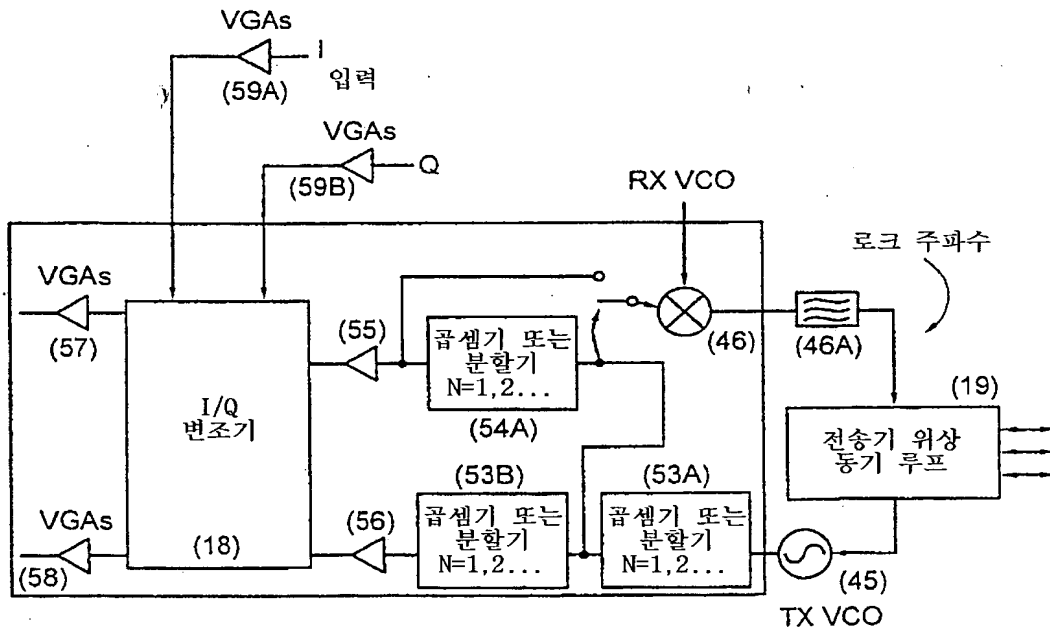 VGAs
I
입력
(59A)
VGAs
Q
(59B)
RX VCO
로크 주파수
VGAs
(57)
(55)
곱셈기 또는
분할기
N=1,2...
(54A)
(46)
(46A)
I/Q
변조기
(18)
(19)
전송기 위상
동기 루프
(53B)
곱셈기 또는
분할기
N=1,2...
(53A)
곱셈기 또는
분할기
N=1,2...
VGAs
(58)
(56)
(45)
TX VCO